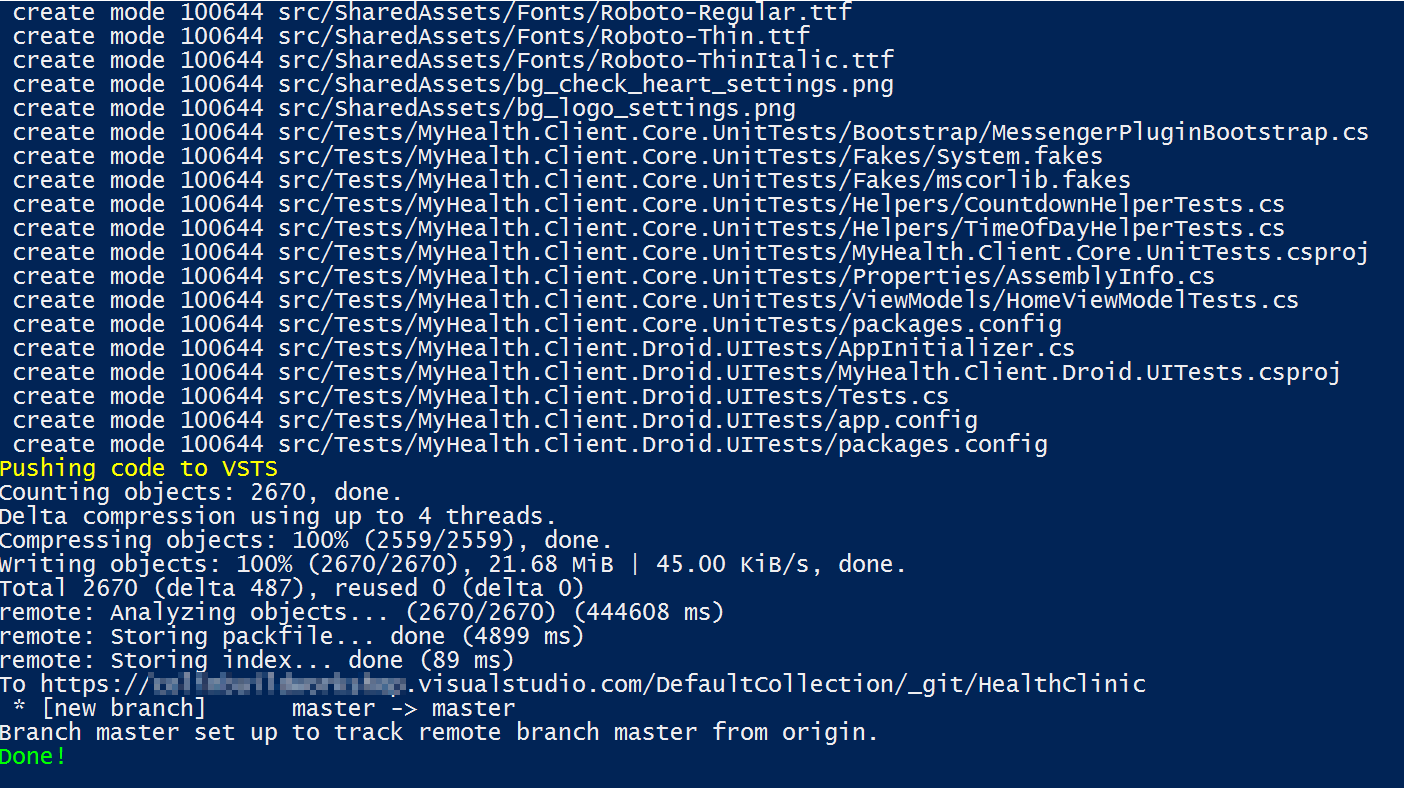 create mode 100644 src/SharedAssets/Fonts/Roboto-Regular.ttf
create mode 100644 src/SharedAssets/Fonts/Roboto-Thin.ttf
create mode 100644 src/SharedAssets/Fonts/Roboto-ThinItalic.ttf
create mode 100644 src/SharedAssets/bg_check_heart_settings.png
create mode 100644 src/SharedAssets/bg_logo_settings.png
create mode 100644 src/Tests/MyHealth.Client.Core.UnitTests/Bootstrap/MessengerPluginBootstrap.cs
create mode 100644 src/Tests/MyHealth.Client.Core.UnitTests/Fakes/System.fakes
create mode 100644 src/Tests/MyHealth.Client.Core.UnitTests/Fakes/mscorlib.fakes
create mode 100644 src/Tests/MyHealth.Client.Core.UnitTests/Helpers/CountdownHelperTests.cs
create mode 100644 src/Tests/MyHealth.Client.Core.UnitTests/Helpers/TimeOfDayHelperTests.cs
create mode 100644 src/Tests/MyHealth.Client.Core.UnitTests/MyHealth.Client.Core.UnitTests.csproj
create mode 100644 src/Tests/MyHealth.Client.Core.UnitTests/Properties/AssemblyInfo.cs
create mode 100644 src/Tests/MyHealth.Client.Core.UnitTests/ViewModels/HomeViewModelTests.cs
create mode 100644 src/Tests/MyHealth.Client.Core.UnitTests/packages.config
create mode 100644 src/Tests/MyHealth.Client.Droid.UITests/AppInitializer.cs
create mode 100644 src/Tests/MyHealth.Client.Droid.UITests/MyHealth.Client.Droid.UITests.csproj
create mode 100644 src/Tests/MyHealth.Client.Droid.UITests/Tests.cs
create mode 100644 src/Tests/MyHealth.Client.Droid.UITests/app.config
create mode 100644 src/Tests/MyHealth.Client.Droid.UITests/packages.config
Pushing code to VSTS
Counting objects: 2670, done.
Delta compression using up to 4 threads.
Compressing objects: 100% (2559/2559), done.
Writing objects: 100% (2670/2670), 21.68 MiB | 45.00 KiB/s, done.
Total 2670 (delta 487), reused 0 (delta 0)
remote: Analyzing objects... (2670/2670) (444608 ms)
remote: Storing packfile... done (4899 ms)
remote: Storing index... done (89 ms)
To https://.visualstudio.com/DefaultCollection/_git/HealthClinic
* [new branch]      master -> master
Branch master set up to track remote branch master from origin.
Done!